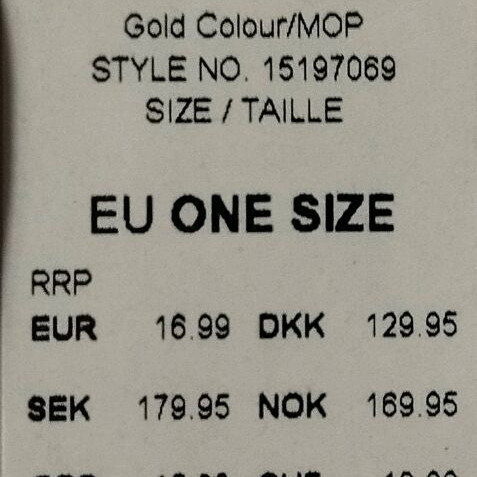 Gold Colour/MOP
STYLE NO. 15197069
SIZE / TAILLE
EU ONE SIZE
RRP
EUR 16.99 DKK 129.95
SEK 179.95 NOK 169.95